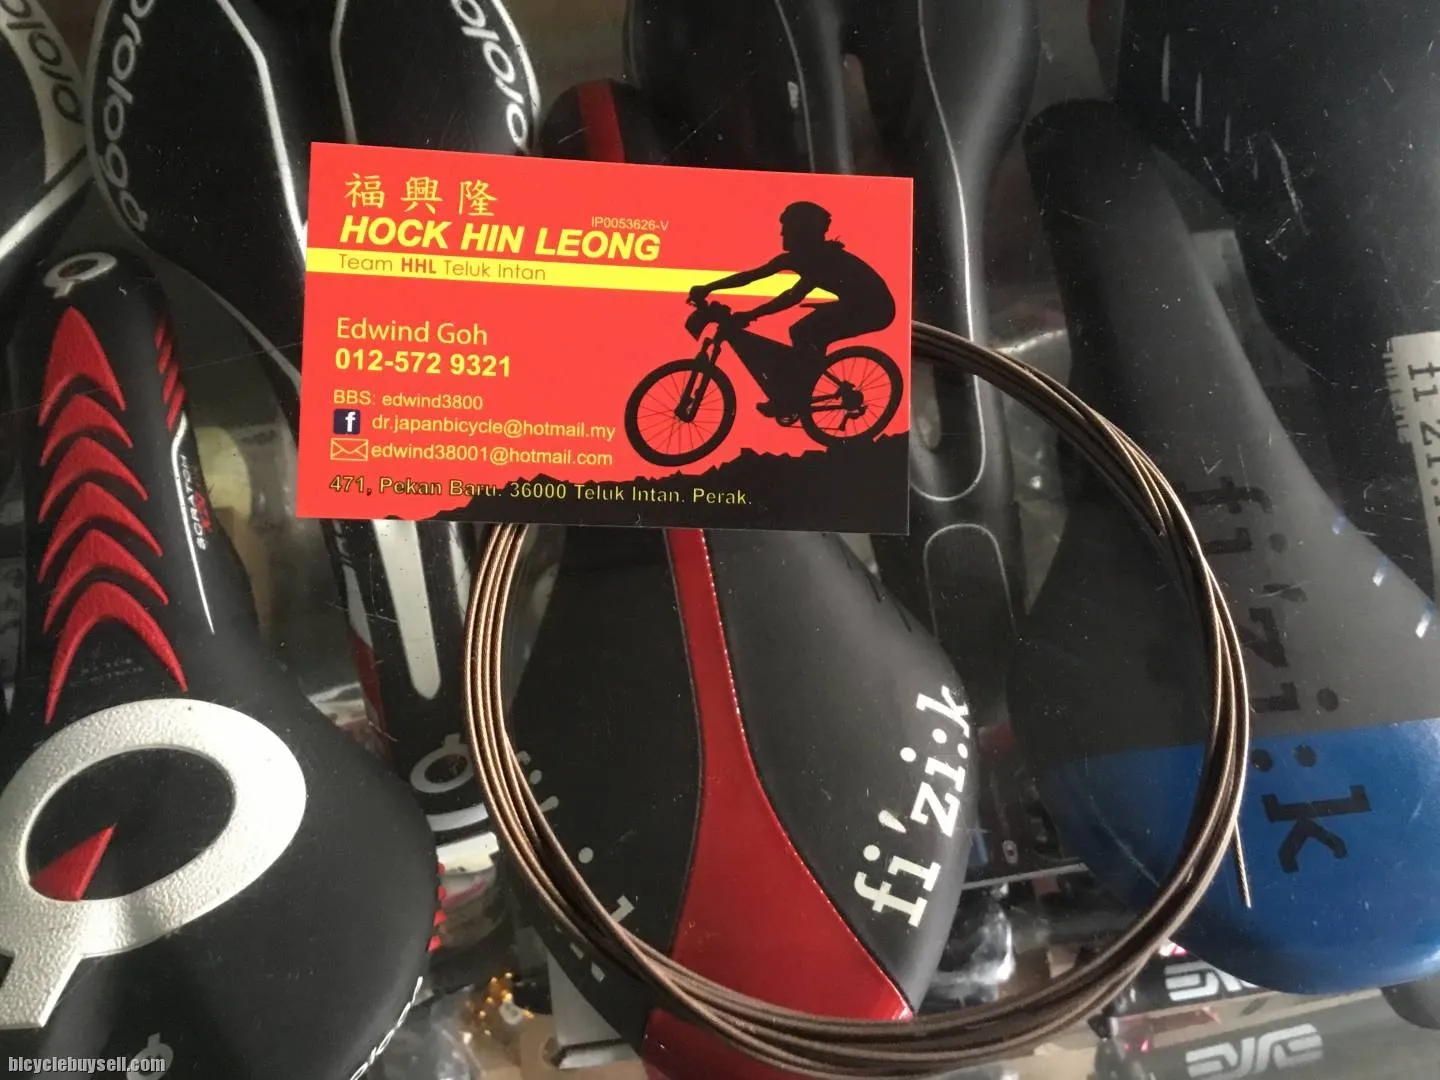 prologo
prologo
福興隆
IP0053626-V
HOCK HIN LEONG
Team HHL Teluk Intan
Edwind Goh
012-572 9321
BBS: edwind3800
f dr.japanbicycle@hotmail.my
edwind38001@hotmail.com
471, Pekan Baru. 36000 Teluk Intan. Perak.
fi'zi:k
fi'zi:k
bicyclebuysell.com